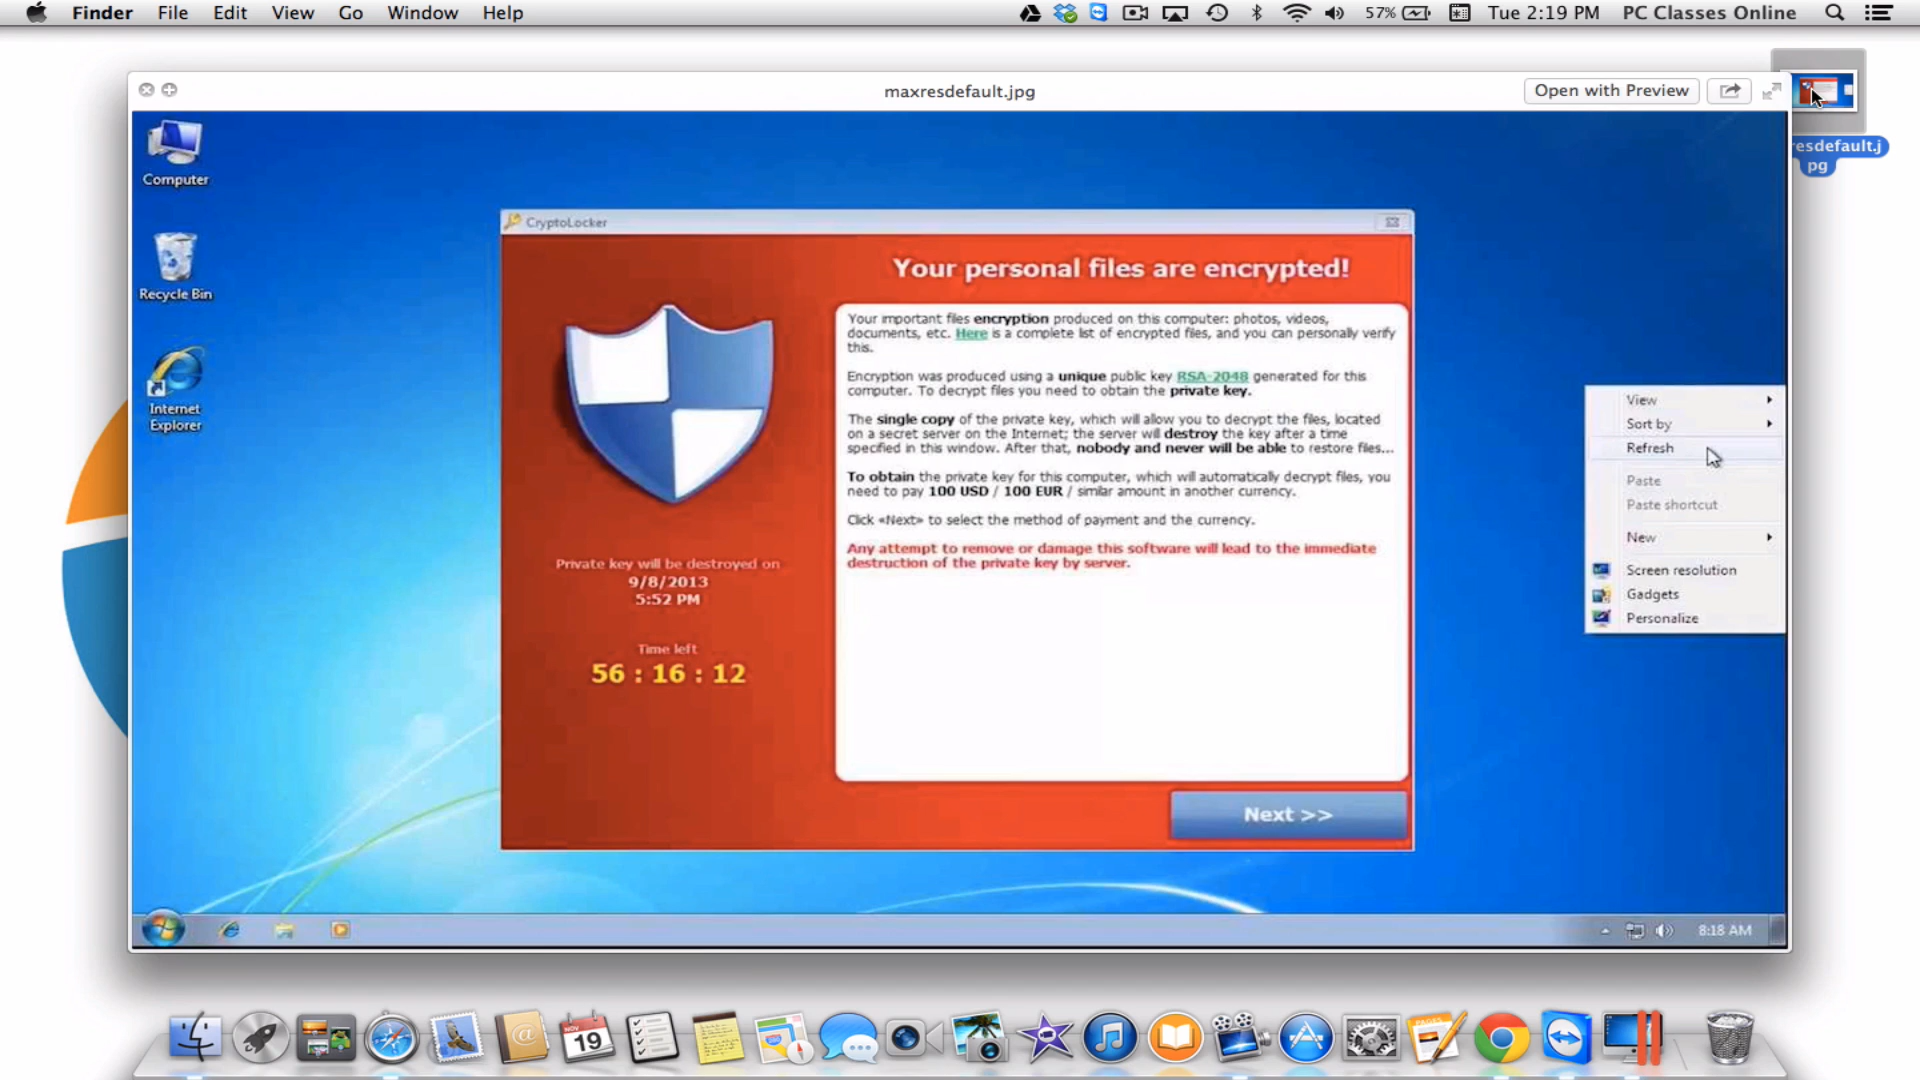 Finder File Edit View Go Window Help
57% Tue 2:19 PM PC Classes Online
maxresdefault.jpg
Open with Preview
resdefault.j
pg
Computer
Recycle Bin
Internet
Explorer
CryptoLocker
Your personal files are encrypted!
Your important files encryption produced on this computer: photos, videos,
documents, etc. Here is a complete list of encrypted files, and you can personally verify
this.
Encryption was produced using a unique public key RSA-2048 generated for this
computer. To decrypt files you need to obtain the private key.
The single copy of the private key, which will allow you to decrypt the files, located
on a secret server on the Internet; the server will destroy the key after a time
specified in this window. After that, nobody and never will be able to restore files...
To obtain the private key for this computer, which will automatically decrypt files, you
need to pay 100 USD / 100 EUR / similar amount in another currency.
Click «Next» to select the method of payment and the currency.
Any attempt to remove or damage this software will lead to the immediate
destruction of the private key by server.
Private key will be destroyed on
9/8/2013
5:52 PM
Time left
56 : 16 : 12
Next >>
View
Sort by
Refresh
Paste
Paste shortcut
New
Screen resolution
Gadgets
Personalize
8:18 AM
NOV
19
PAGES